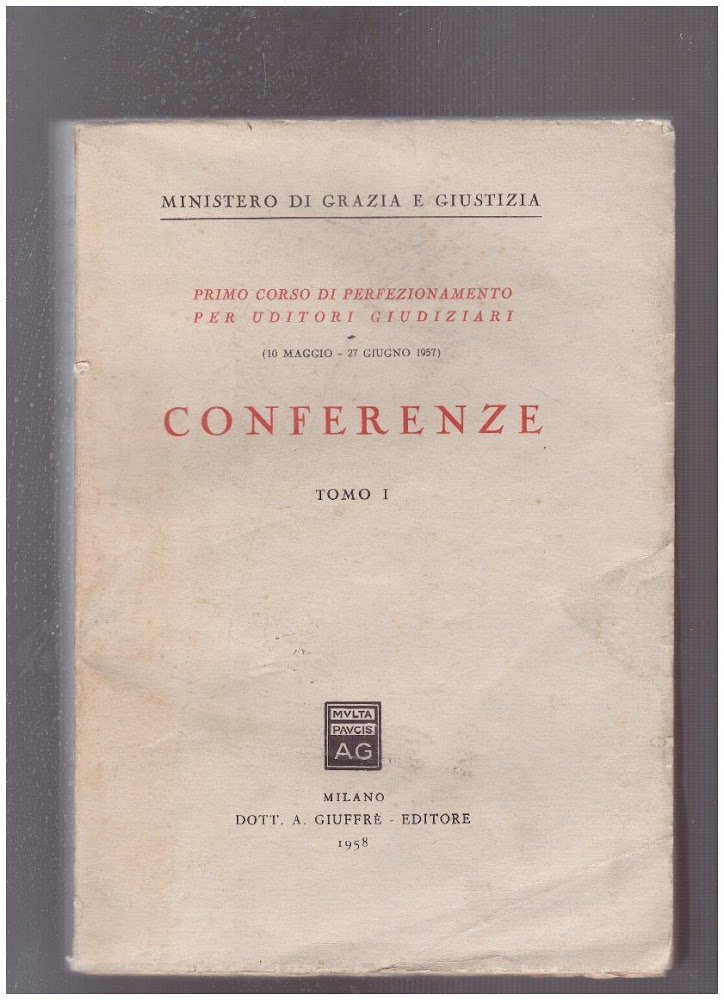 MINISTERO DI GRAZIA E GIUSTIZIA
PRIMO CORSO DI PERFEZIONAMENTO
PER UDITORI GIUDIZIARI
(10 MAGGIO - 27 GIUGNO 1957)
CONFERENZE
TOMO I
MVLTA
PAVCIS
AG
MILANO
DOTT. A. GIUFFRÈ - EDITORE
1958